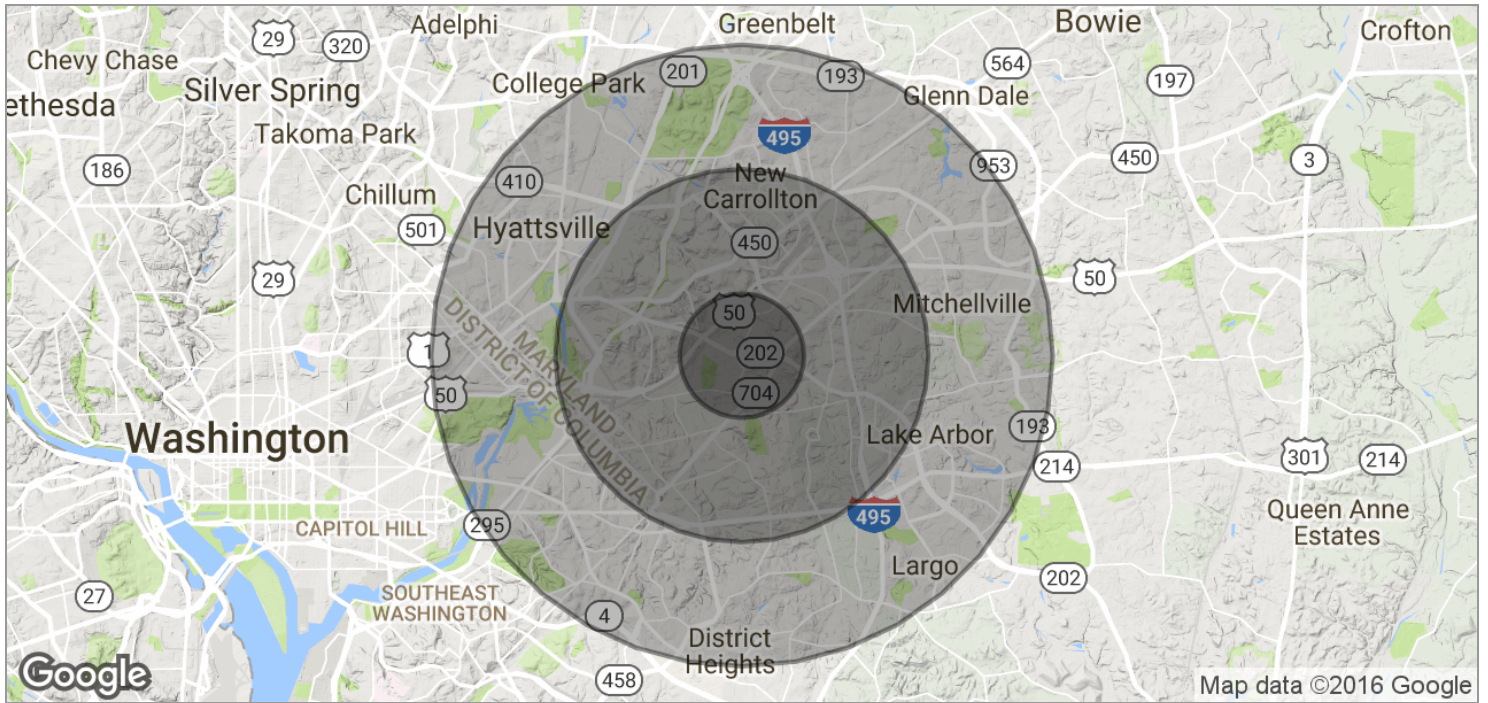 Adelphi
Greenbelt
Bowie
Crofton
29
320
Chevy Chase
201
193
564
197
College Park
Silver Spring
Glenn Dale
ethesda
Takoma Park
495
450
3
186
410
953
New
Carrollton
Chillum
501
Hyattsville
450
29
50
Mitchellville
50
MARYLAND
DISTRICT OF COLUMBIA
1
202
50
704
Washington
Lake Arbor
193
214
301
214
CAPITOL HILL
295
495
Queen Anne
Estates
Largo
202
27
SOUTHEAST
WASHINGTON
4
District
Heights
458
Google
Map data ©2016 Google